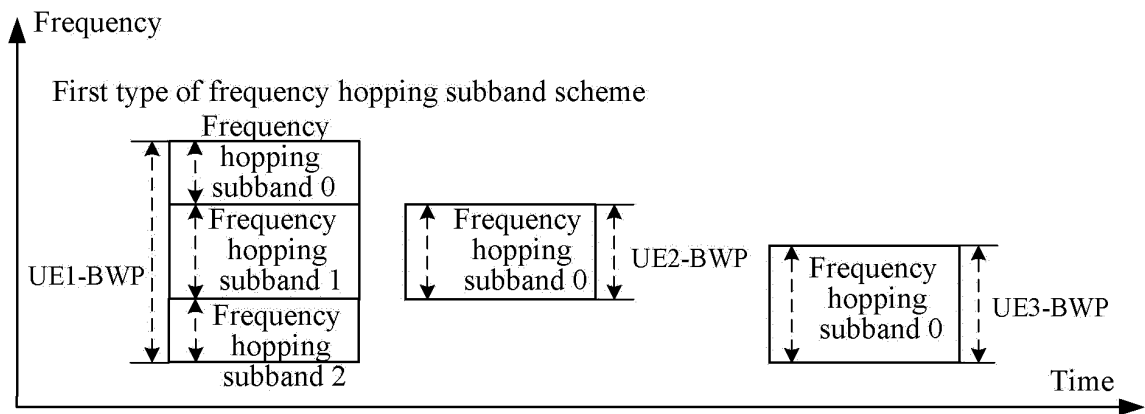 Frequency
First type of frequency hopping subband scheme
Frequency
hopping
subband 0
Frequency
hopping
subband 1
Frequency
hopping
subband 2
UE1-BWP
Frequency
hopping
subband 0
UE2-BWP
Frequency
hopping
subband 0
UE3-BWP
Time